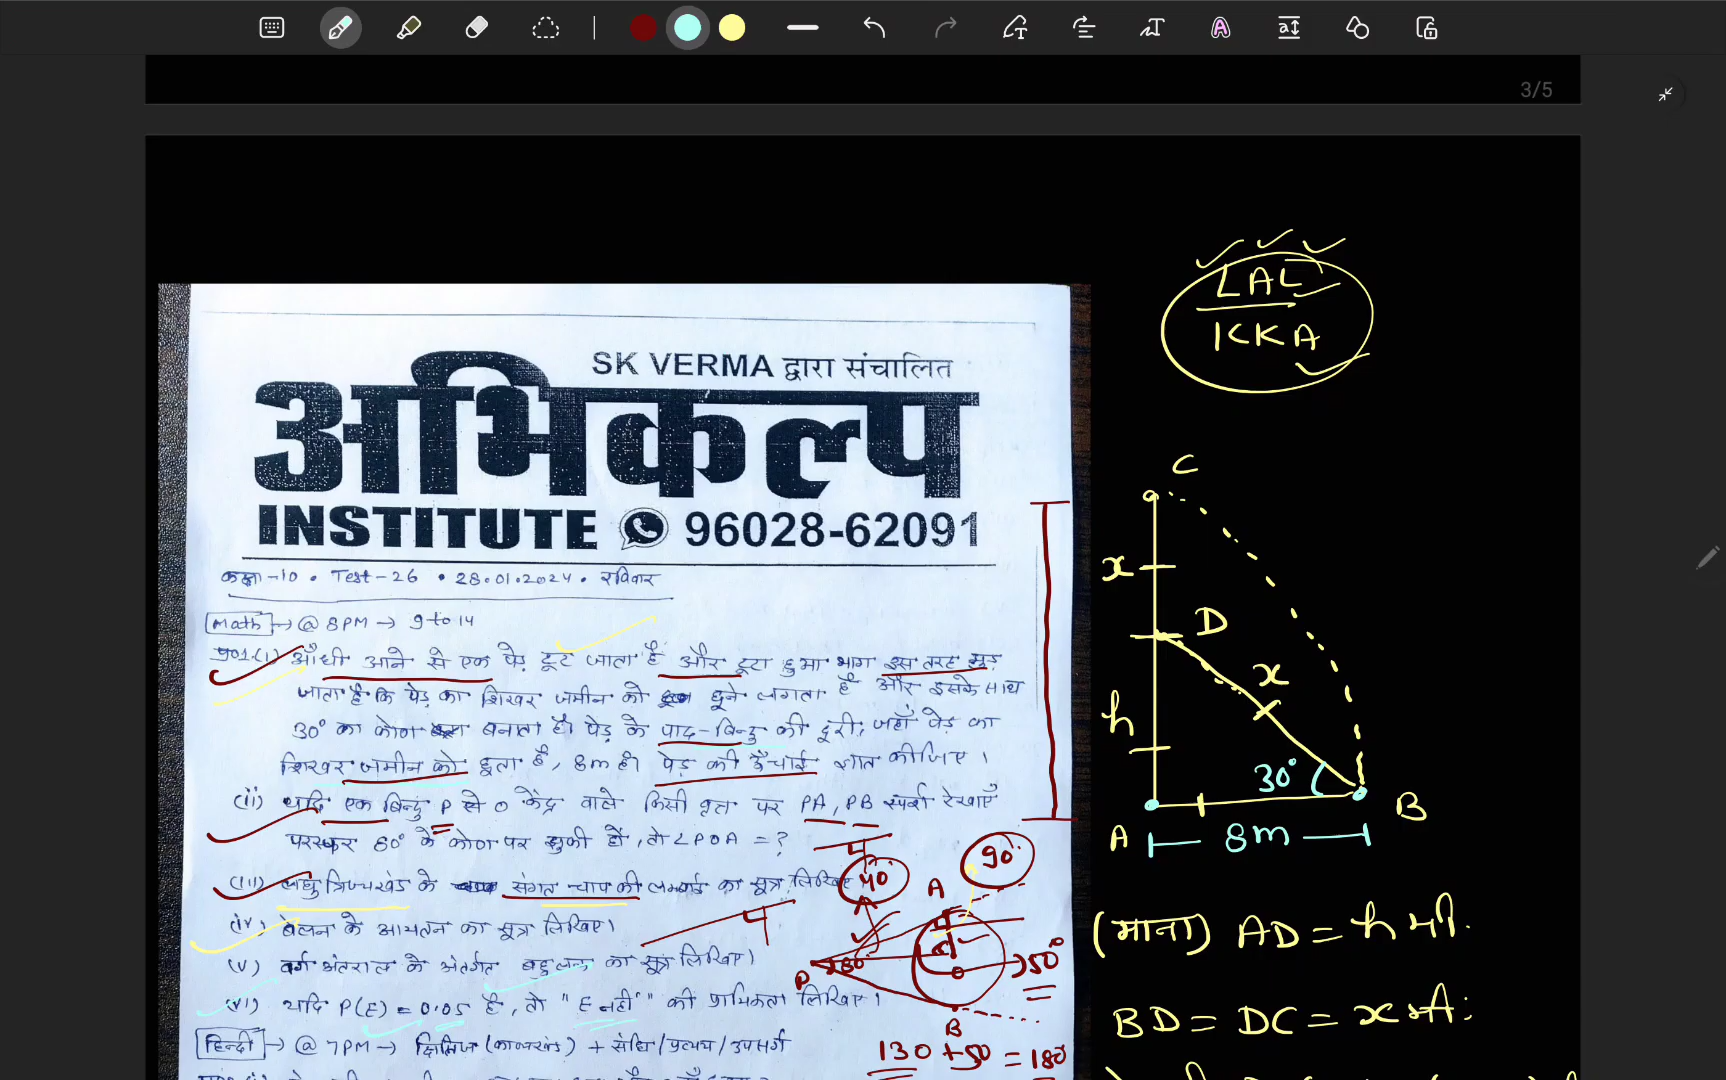 3/5
LAL
KKA
SK VERMA द्वारा संचालित
अभिकल्प
INSTITUTE 96028-62091
कक्षा-10 • Test-26 • 28.01.2024 • रविवार
Math → @ 8PM → 9 to 14
प्र01.(i) आँधी आने से एक पेड़ टूट जाता है और टूटा हुआ भाग इस तरह मुड़
जाता है कि पेड़ का शिखर जमीन को छूने लगता है और इसके साथ
30° का कोण बनाता है। पेड़ के पाद-बिन्दु की दूरी, जहाँ पेड़ का
शिखर जमीन को छूता है, 8m है। पेड़ की ऊँचाई ज्ञात कीजिए।
(ii) यदि एक बिन्दु P से O केंद्र वाले किसी वृत्त पर PA, PB स्पर्श रेखाएँ
परस्पर 80° के कोण पर झुकी हों, तो ∠POA = ?
(iii) लघु त्रिज्यखंड के संगत चाप की लम्बाई का सूत्र लिखिए।
(iv) बेलन के आयतन का सूत्र लिखिए।
(v) वर्ग अंतराल के अंतर्गत बहुलक का सूत्र लिखिए।
(vi) यदि P(E) = 0.05 है, तो "E नहीं" की प्रायिकता लिखिए।
हिन्दी → @ 7PM → क्षितिज (काव्यखंड) + संधि/प्रत्यय/उपसर्ग
40°
90°
A
P
80°
O
50°
B
130 + 50 = 180°
C
x
D
x
h
30°
A
B
8m
(माना) AD = h मी.
BD = DC = x मी.